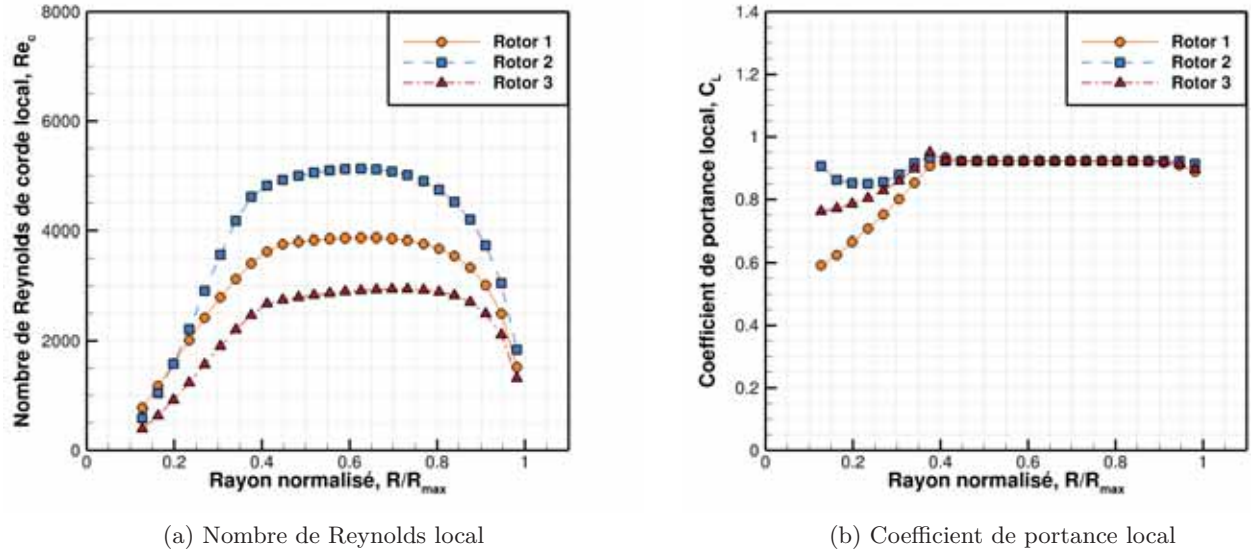 Nombre de Reynolds de corde local, Re_c
8000
6000
4000
2000
0
0
0.2
0.4
0.6
0.8
1
Rayon normalisé, R/R_max
Rotor 1
Rotor 2
Rotor 3
(a) Nombre de Reynolds local
Coefficient de portance local, C_L
1.4
1.2
1
0.8
0.6
0.4
0.2
0
0
0.2
0.4
0.6
0.8
1
Rayon normalisé, R/R_max
Rotor 1
Rotor 2
Rotor 3
(b) Coefficient de portance local